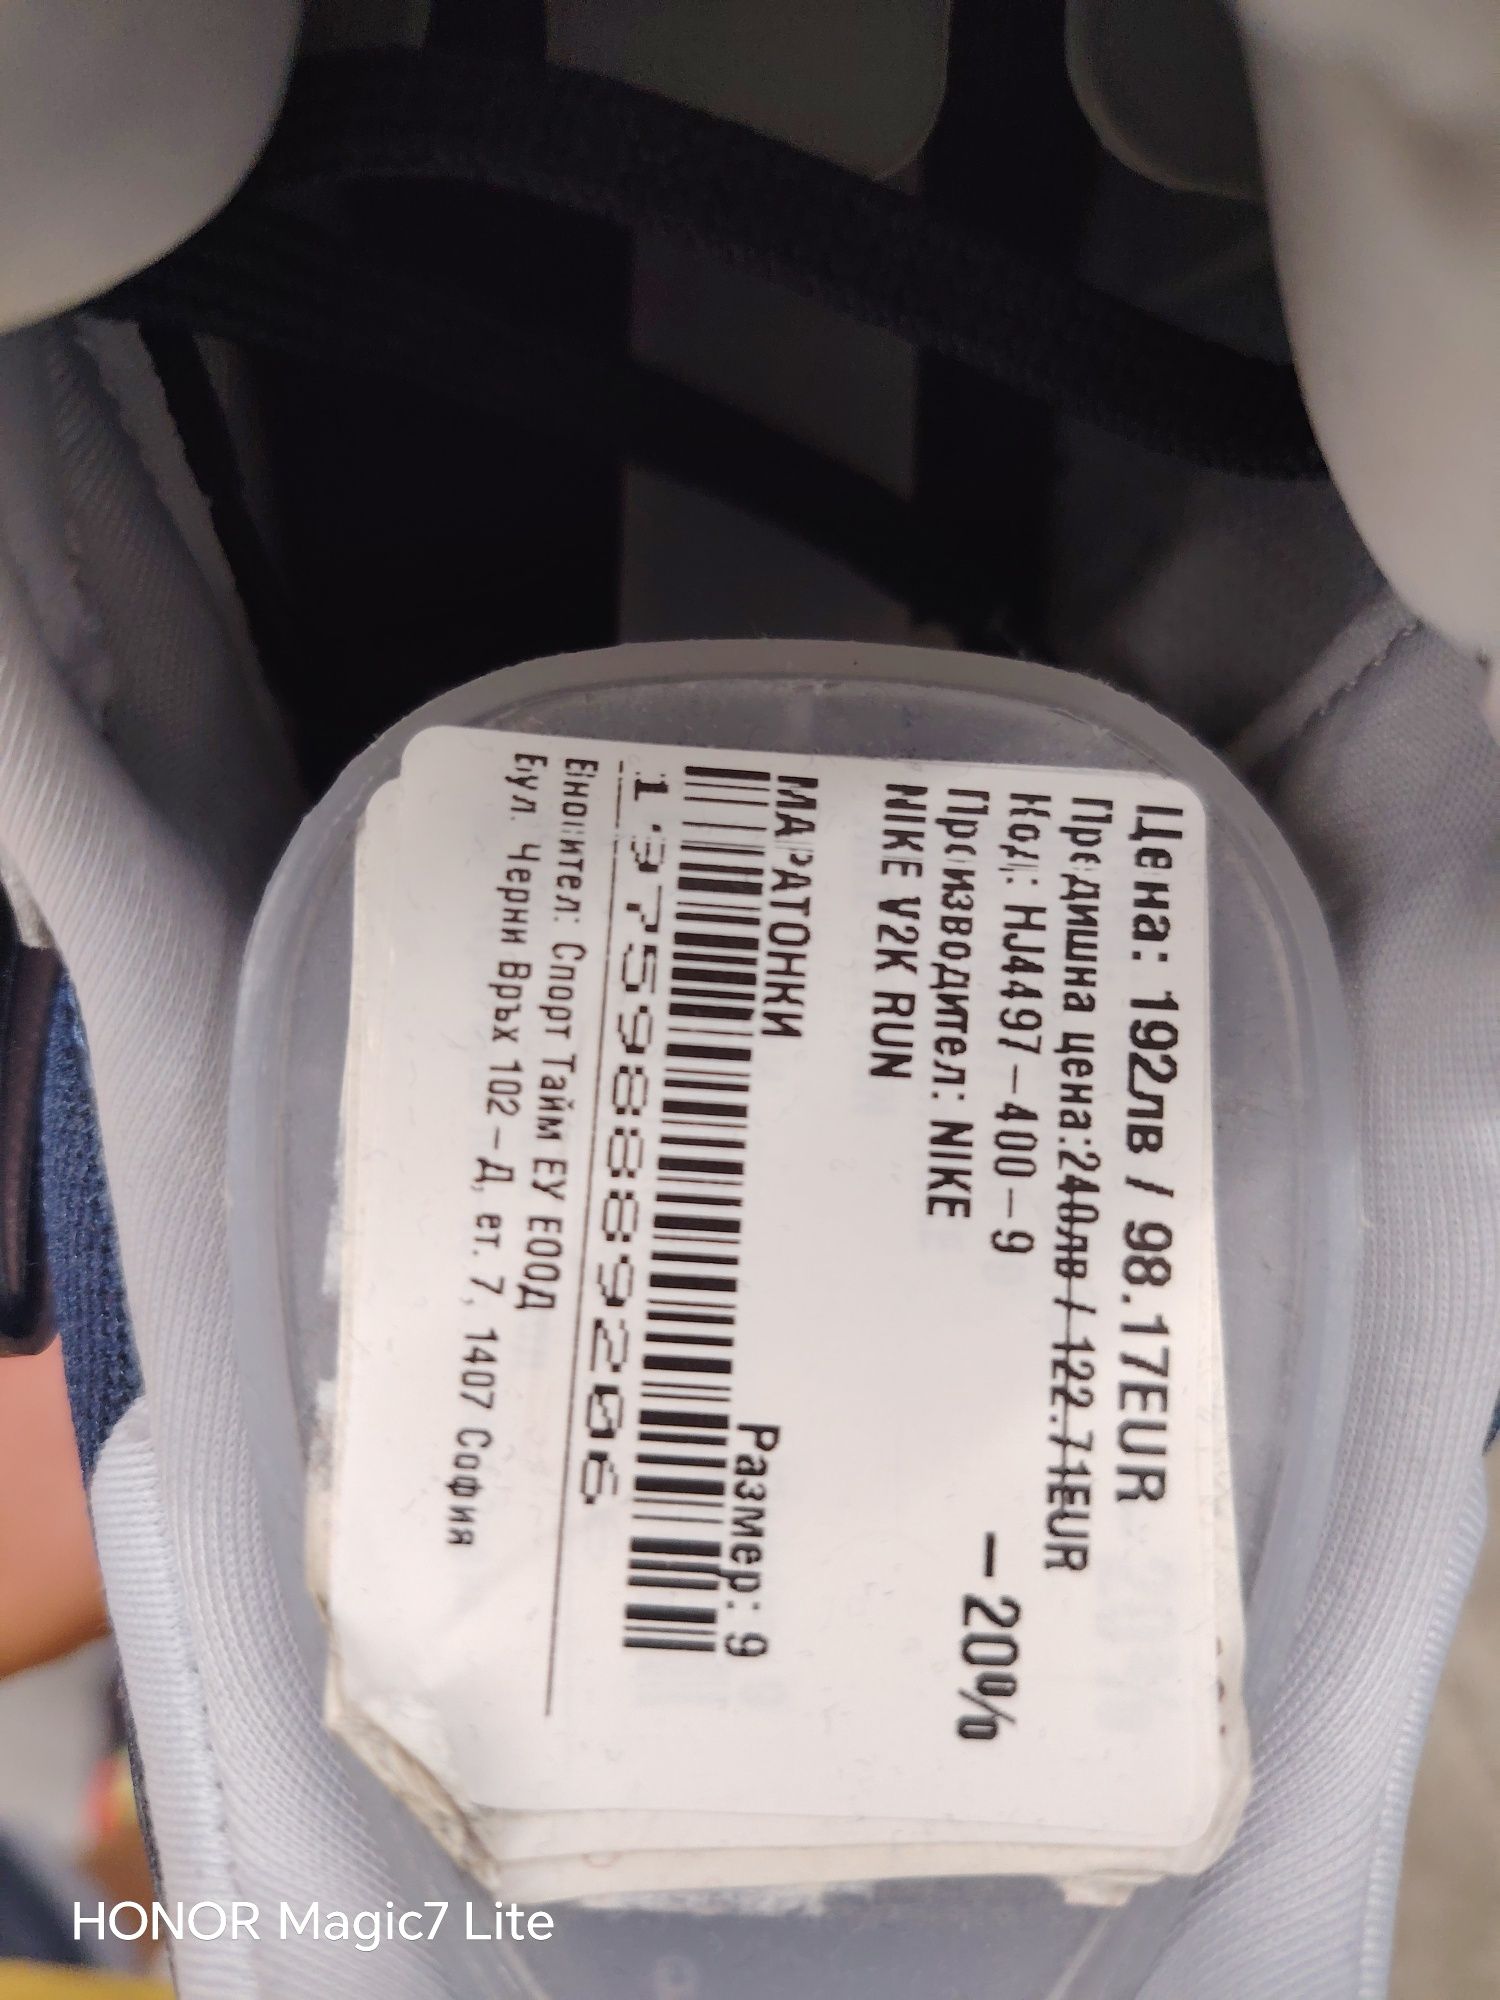 Цена: 192лв / 98.17EUR
Предишна цена:240лв / 122.71EUR
Код: HJ4497-400-9
Производител: NIKE
-20%
NIKE V2K RUN
МАРАТОНКИ
Размер: 9
197598889206
Вносител: Спорт Тайм ЕУ ЕООД
Бул. Черни Връх 102-Д, ет. 7, 1407 София
HONOR Magic7 Lite